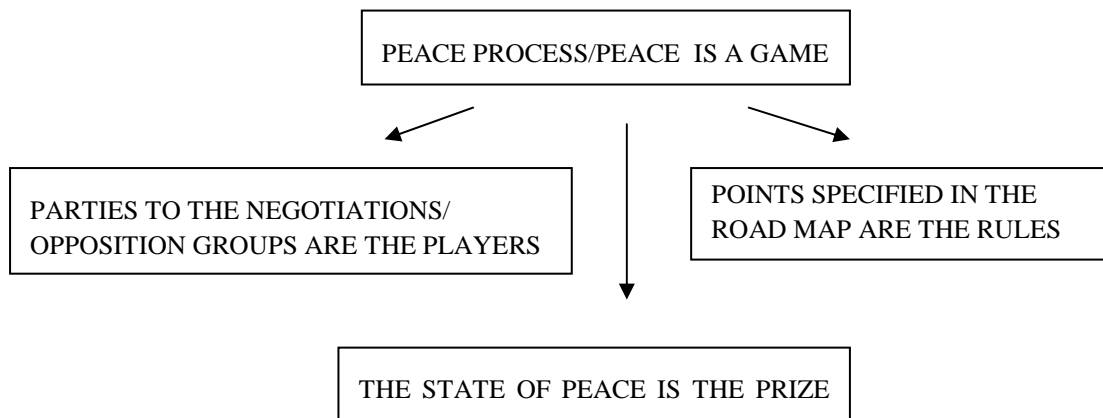 PEACE PROCESS/PEACE IS A GAME
PARTIES TO THE NEGOTIATIONS/
OPPOSITION GROUPS ARE THE PLAYERS
POINTS SPECIFIED IN THE
ROAD MAP ARE THE RULES
THE STATE OF PEACE IS THE PRIZE